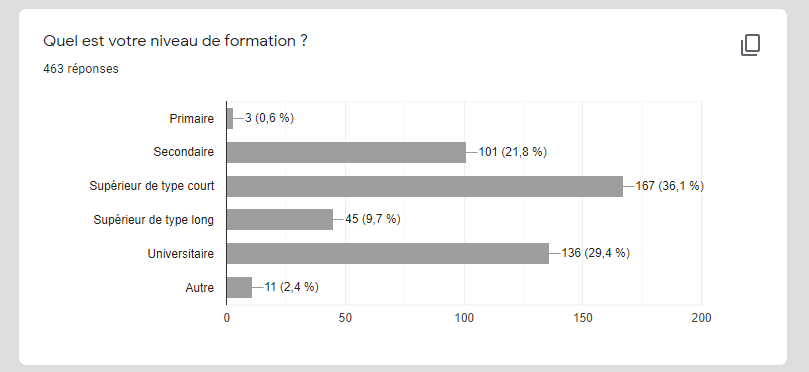 Quel est votre niveau de formation ?
463 réponses
Primaire 3 (0,6 %)
Secondaire 101 (21,8 %)
Supérieur de type court 167 (36,1 %)
Supérieur de type long 45 (9,7 %)
Universitaire 136 (29,4 %)
Autre 11 (2,4 %)
0 50 100 150 200